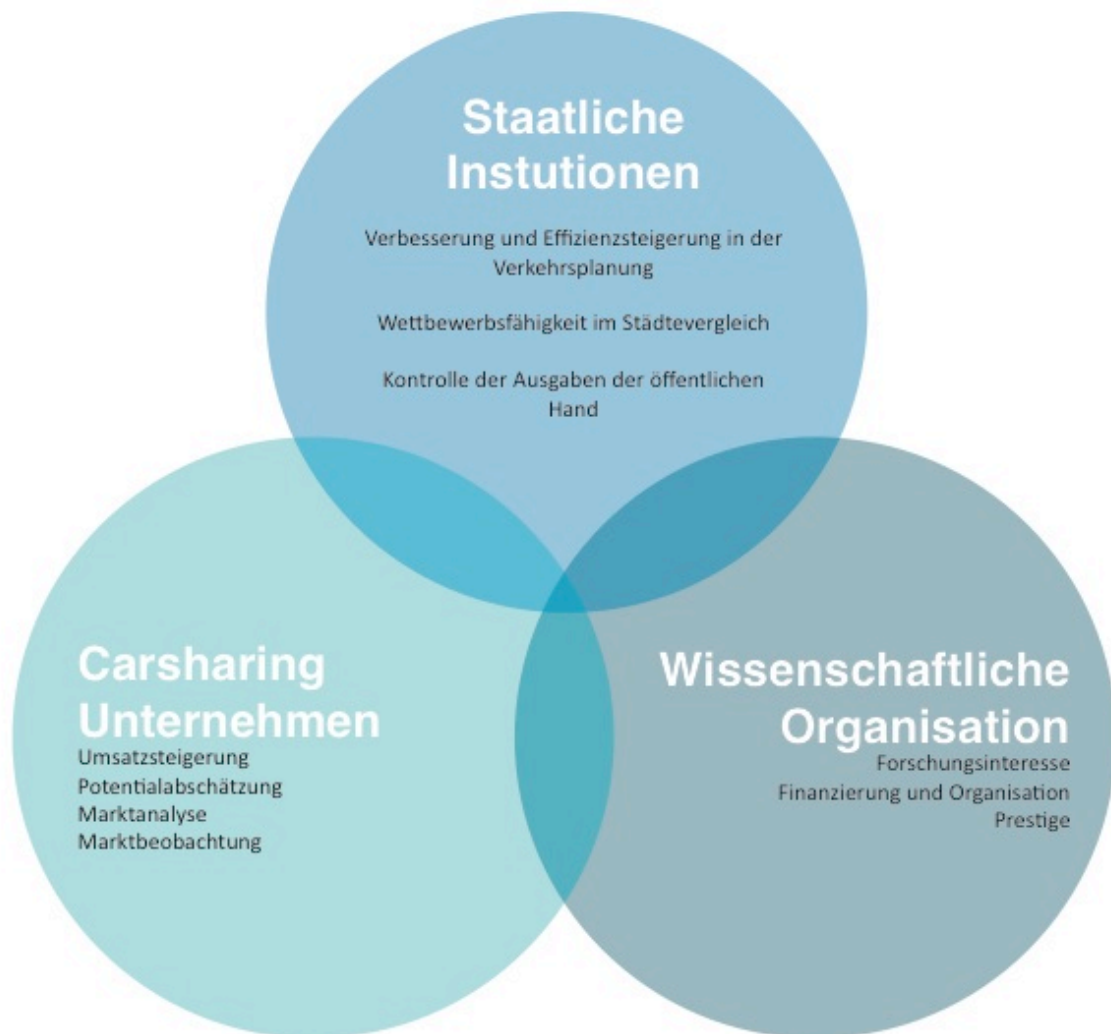 Staatliche
Instutionen
Verbesserung und Effizienzsteigerung in der
Verkehrsplanung
Wettbewerbsfähigkeit im Städtevergleich
Kontrolle der Ausgaben der öffentlichen
Hand
Carsharing
Unternehmen
Umsatzsteigerung
Potentialabschätzung
Marktanalyse
Marktbeobachtung
Wissenschaftliche
Organisation
Forschungsinteresse
Finanzierung und Organisation
Prestige